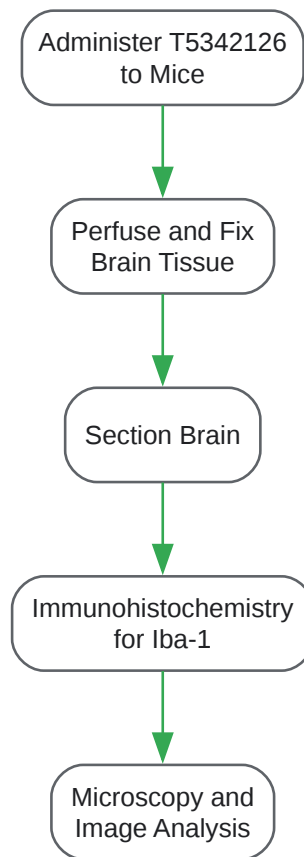 Administer T5342126
to Mice
Perfuse and Fix
Brain Tissue
Section Brain
Immunohistochemistry
for Iba-1
Microscopy and
Image Analysis